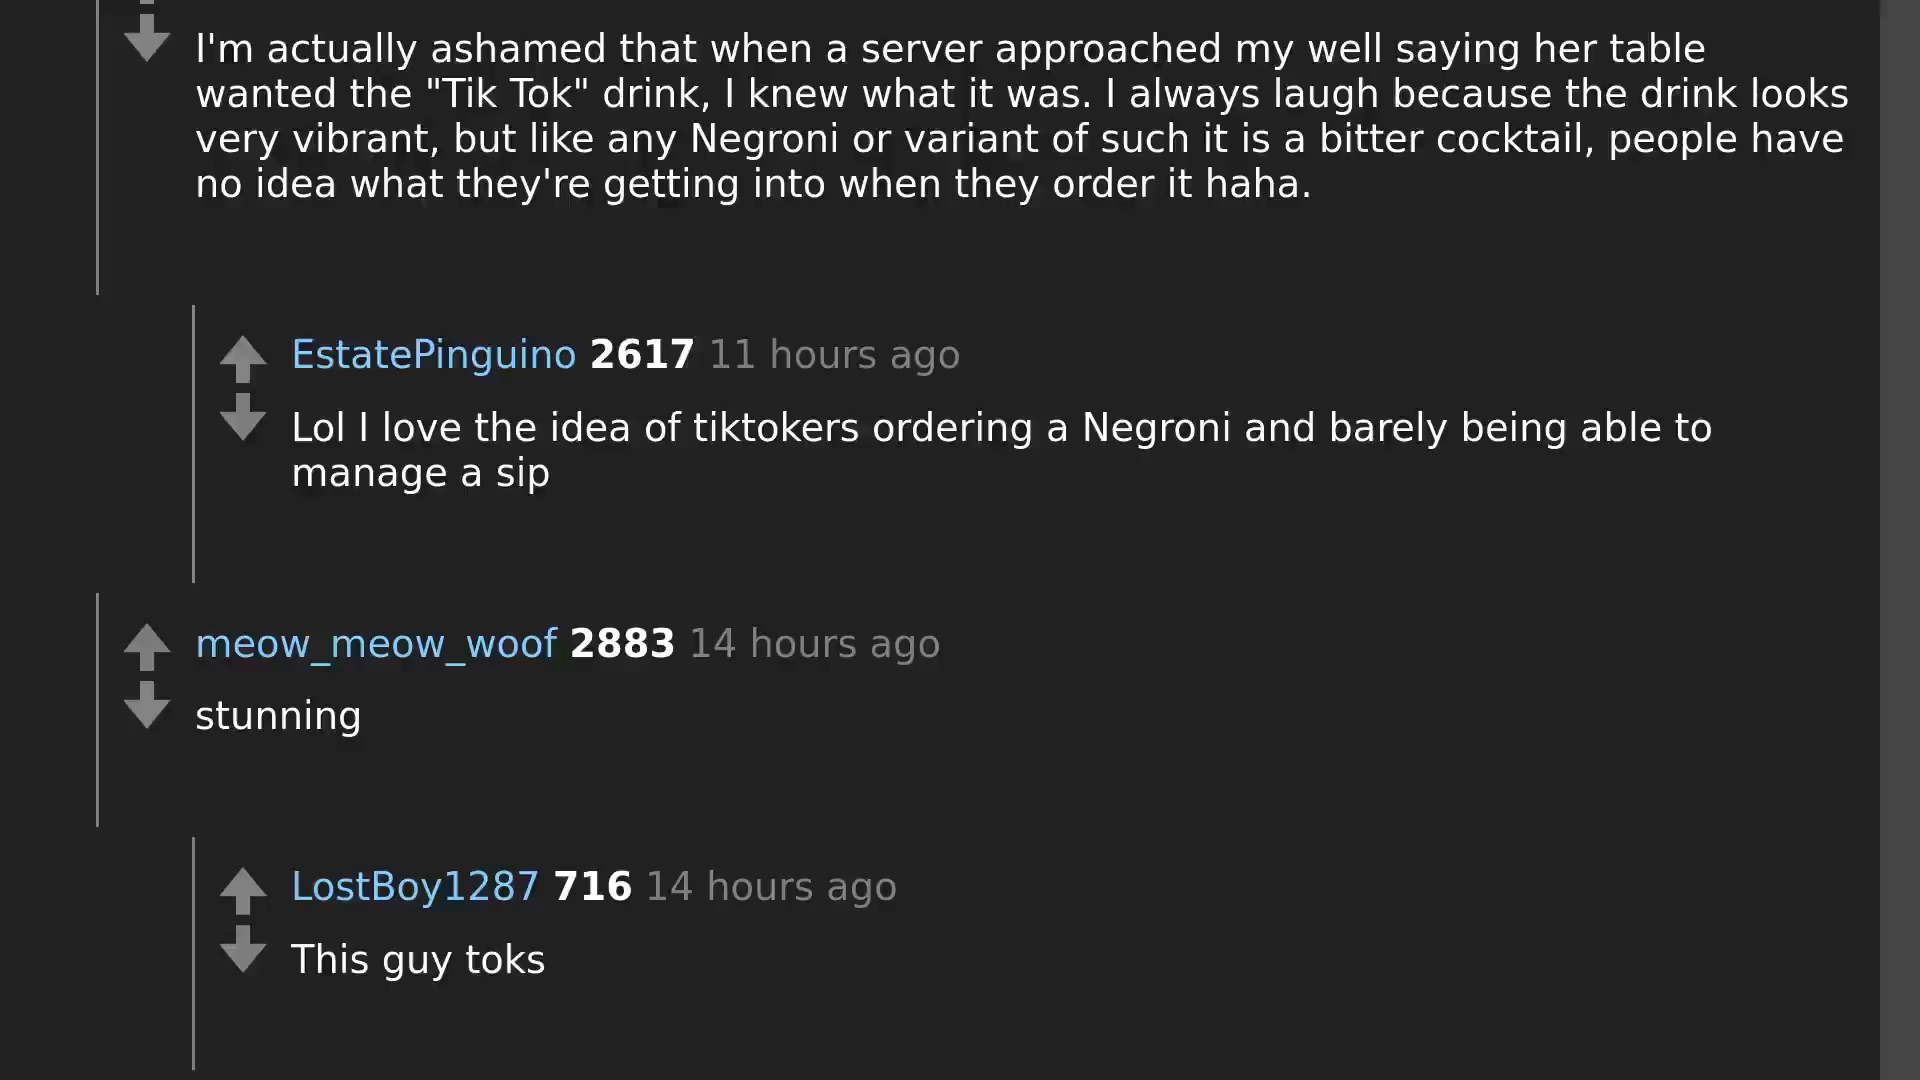 I'm actually ashamed that when a server approached my well saying her table
wanted the "Tik Tok" drink, I knew what it was. I always laugh because the drink looks
very vibrant, but like any Negroni or variant of such it is a bitter cocktail, people have
no idea what they're getting into when they order it haha.
EstatePinguino 2617 11 hours ago
Lol I love the idea of tiktokers ordering a Negroni and barely being able to
manage a sip
meow_meow_woof 2883 14 hours ago
stunning
LostBoy1287 716 14 hours ago
This guy toks